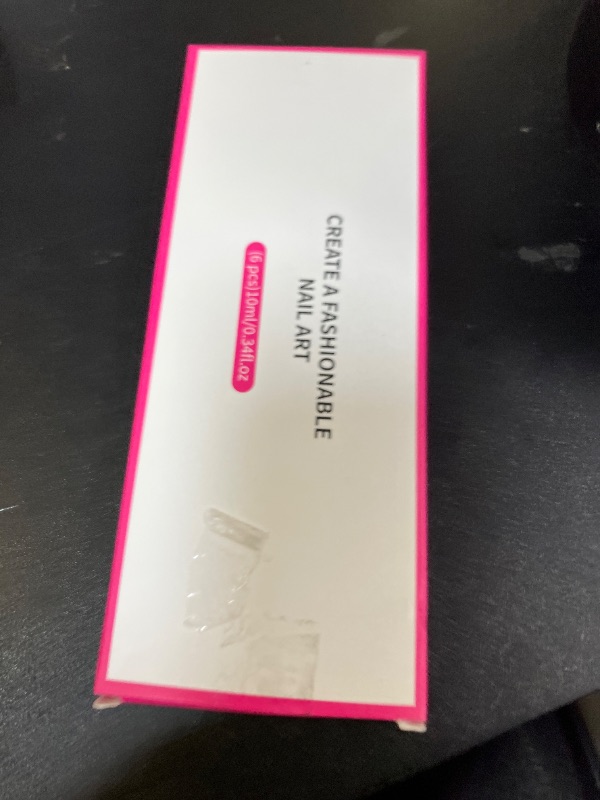 CREATE A FASHIONABLE
NAIL ART
(6 pcs)10ml/0.34fl.oz